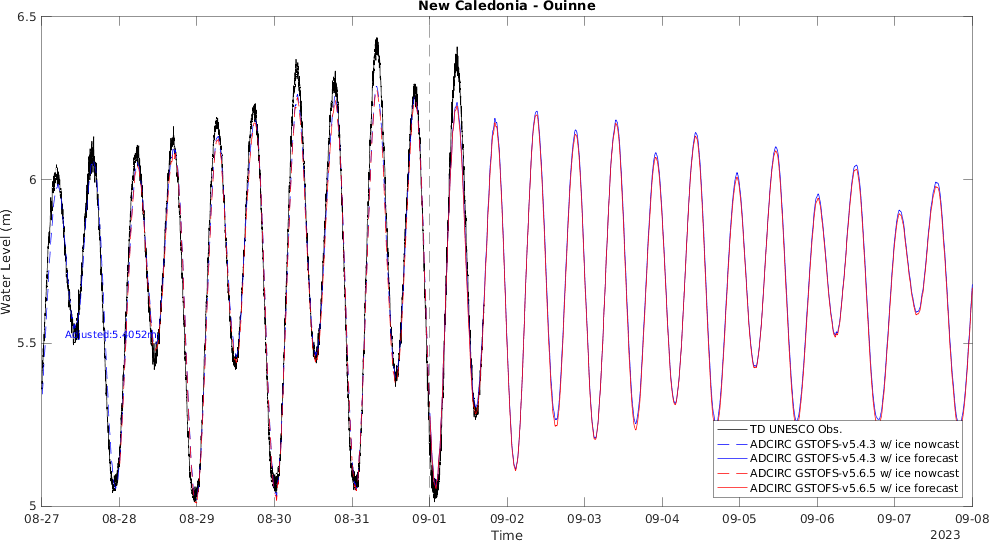 New Caledonia - Ouinne
Water Level (m)
6.5
6
5.5
5
Adjusted:5.4052m
TD UNESCO Obs.
ADCIRC GSTOFS-v5.4.3 w/ ice nowcast
ADCIRC GSTOFS-v5.4.3 w/ ice forecast
ADCIRC GSTOFS-v5.6.5 w/ ice nowcast
ADCIRC GSTOFS-v5.6.5 w/ ice forecast
08-27 08-28 08-29 08-30 08-31 09-01 09-02 09-03 09-04 09-05 09-06 09-07 09-08
Time
2023